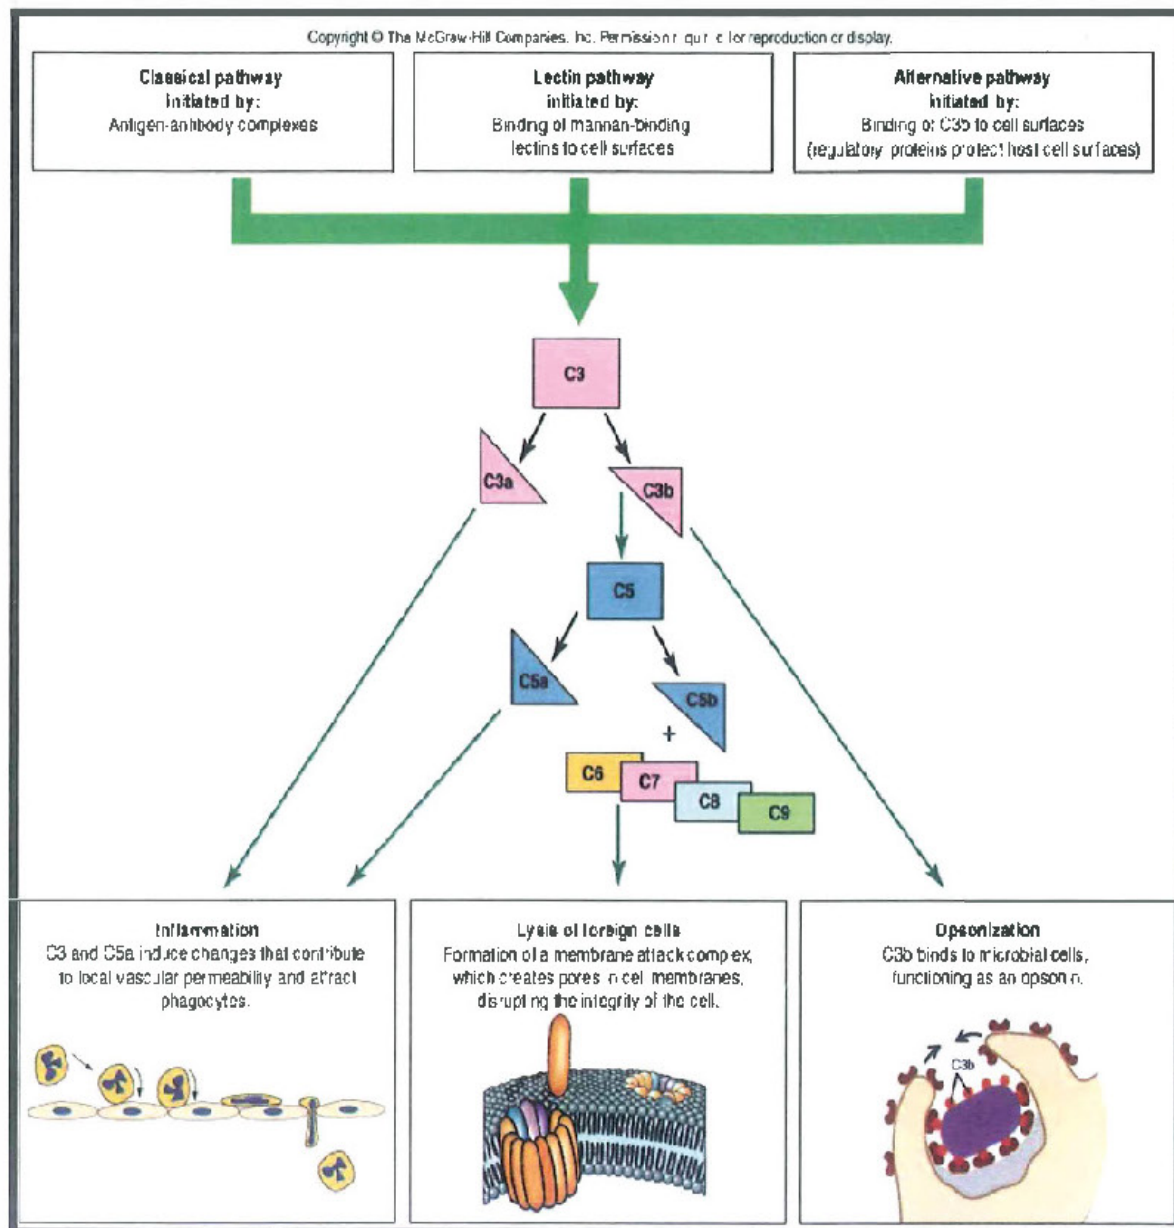 Copyright © The McGraw-Hill Companies, Inc. for reproduction or display.
Classical pathway
initiated by:
Antigen-antibody complexes
Lectin pathway
initiated by:
Binding of mannan-binding
lectins to cell surfaces
Alternative pathway
initiated by:
Binding of C3b to cell surfaces
(regulatory proteins protect host cell surfaces)
C3
C3a
C3b
C5
C5a
C5b
+
C6
C7
C8
C9
Inflammation
C3 and C5a induce changes that contribute
to local vascular permeability and attract
phagocytes.
Lysis of foreign cells
Formation of a membrane attack complex,
which creates pores in cell membranes,
disrupting the integrity of the cell.
Opsonization
C3b binds to microbial cells,
functioning as an opsonin.
C3b